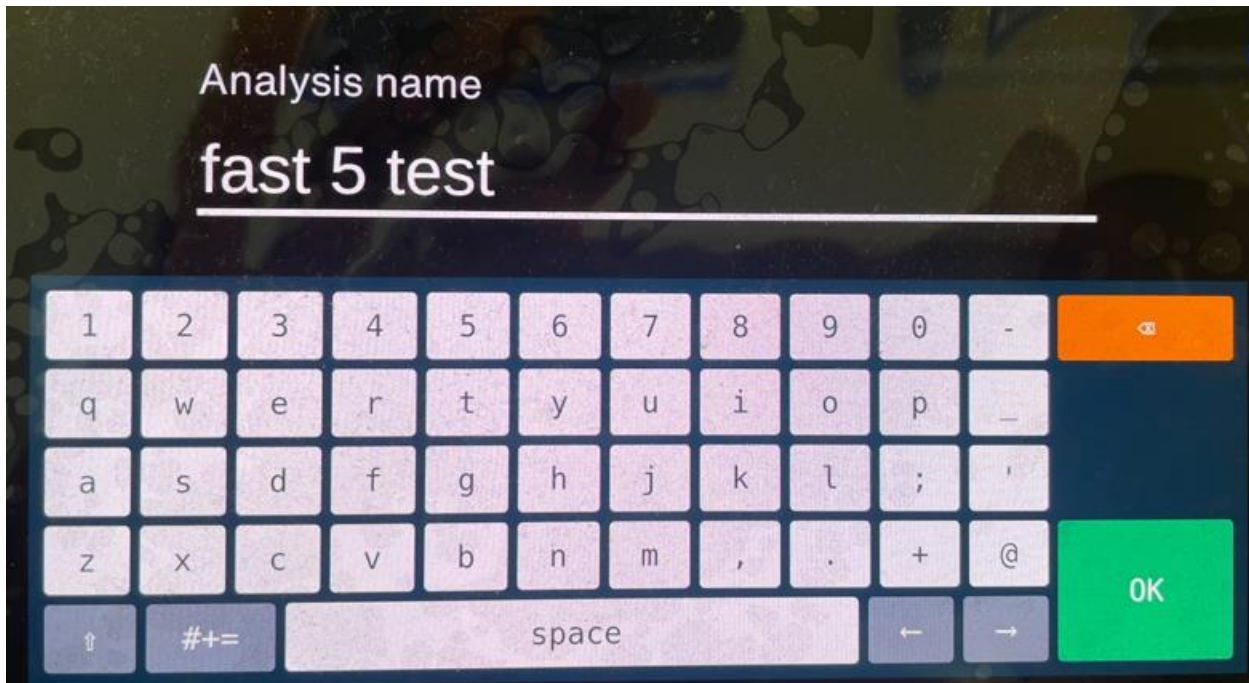 Analysis name
fast 5 test
1 2 3 4 5 6 7 8 9 0 - ⌫
q w e r t y u i o p _
a s d f g h j k l ; '
z x c v b n m , . + @
OK
⇧ #+= space ← →